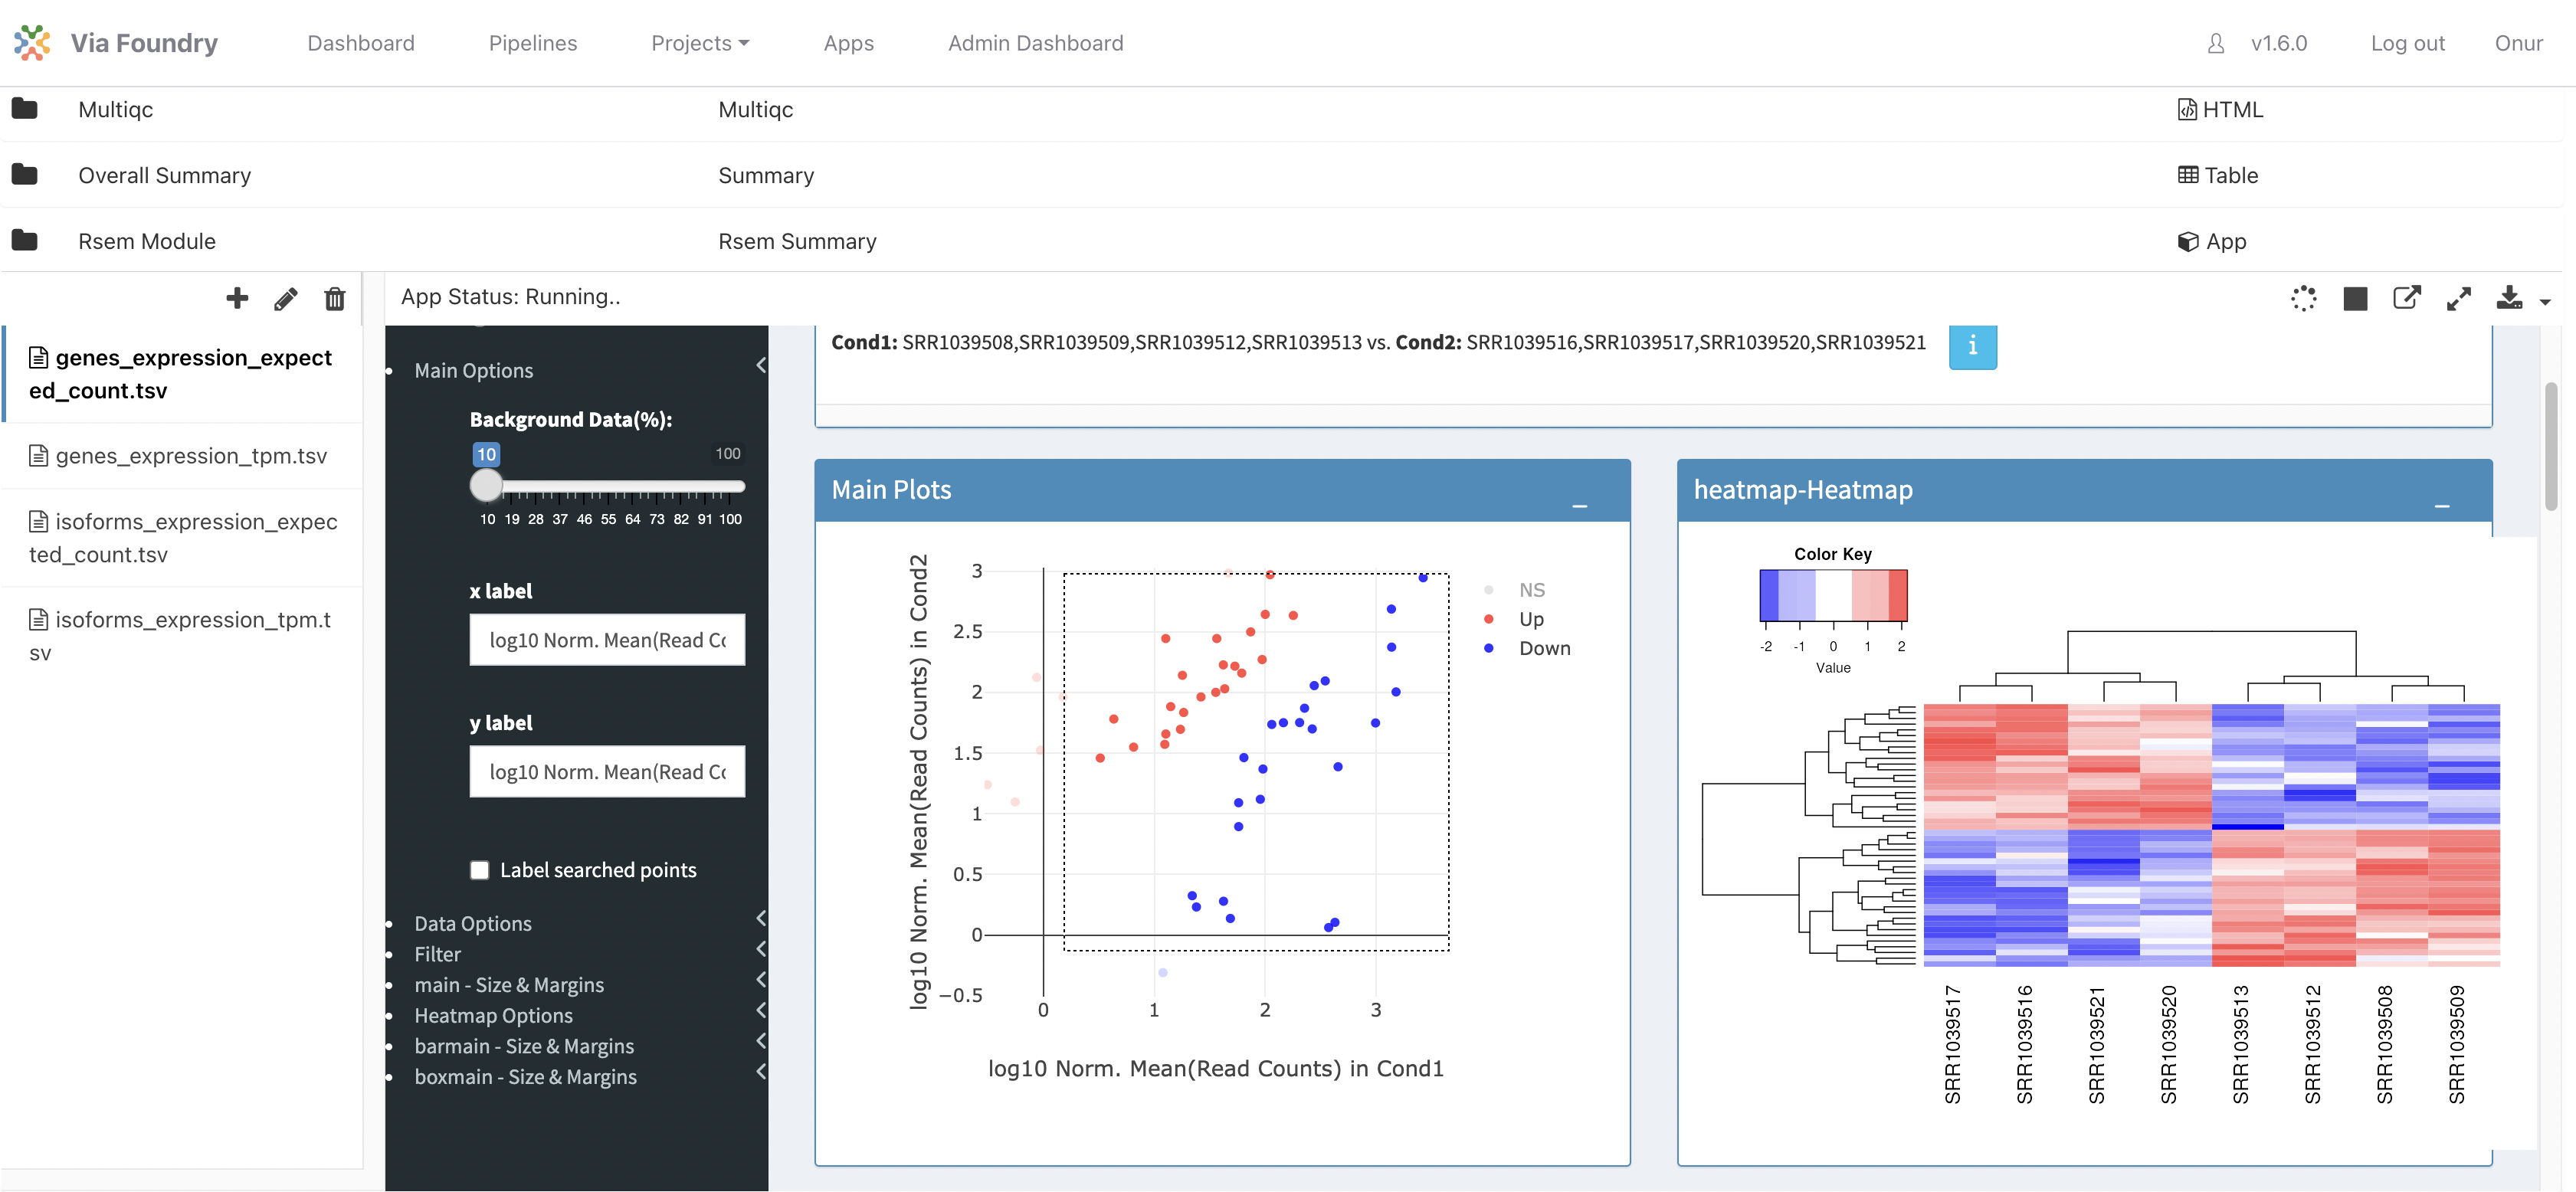 Via Foundry Dashboard Pipelines Projects Apps Admin Dashboard v1.6.0 Log out Onur
Multiqc Multiqc HTML
Overall Summary Summary Table
Rsem Module Rsem Summary App
App Status: Running..
genes_expression_expect
ed_count.tsv
genes_expression_tpm.tsv
isoforms_expression_expec
ted_count.tsv
isoforms_expression_tpm.t
sv
Main Options
Background Data(%):
10 100
10 19 28 37 46 55 64 73 82 91 100
x label
log10 Norm. Mean(Read Co
y label
log10 Norm. Mean(Read Co
Label searched points
Data Options
Filter
main - Size & Margins
Heatmap Options
barmain - Size & Margins
boxmain - Size & Margins
Cond1: SRR1039508,SRR1039509,SRR1039512,SRR1039513 vs. Cond2: SRR1039516,SRR1039517,SRR1039520,SRR1039521 i
Main Plots
log10 Norm. Mean(Read Counts) in Cond2
3
2.5
2
1.5
1
0.5
0
−0.5
0 1 2 3
log10 Norm. Mean(Read Counts) in Cond1
NS
Up
Down
heatmap-Heatmap
Color Key
-2 -1 0 1 2
Value
SRR1039517
SRR1039516
SRR1039521
SRR1039520
SRR1039513
SRR1039512
SRR1039508
SRR1039509